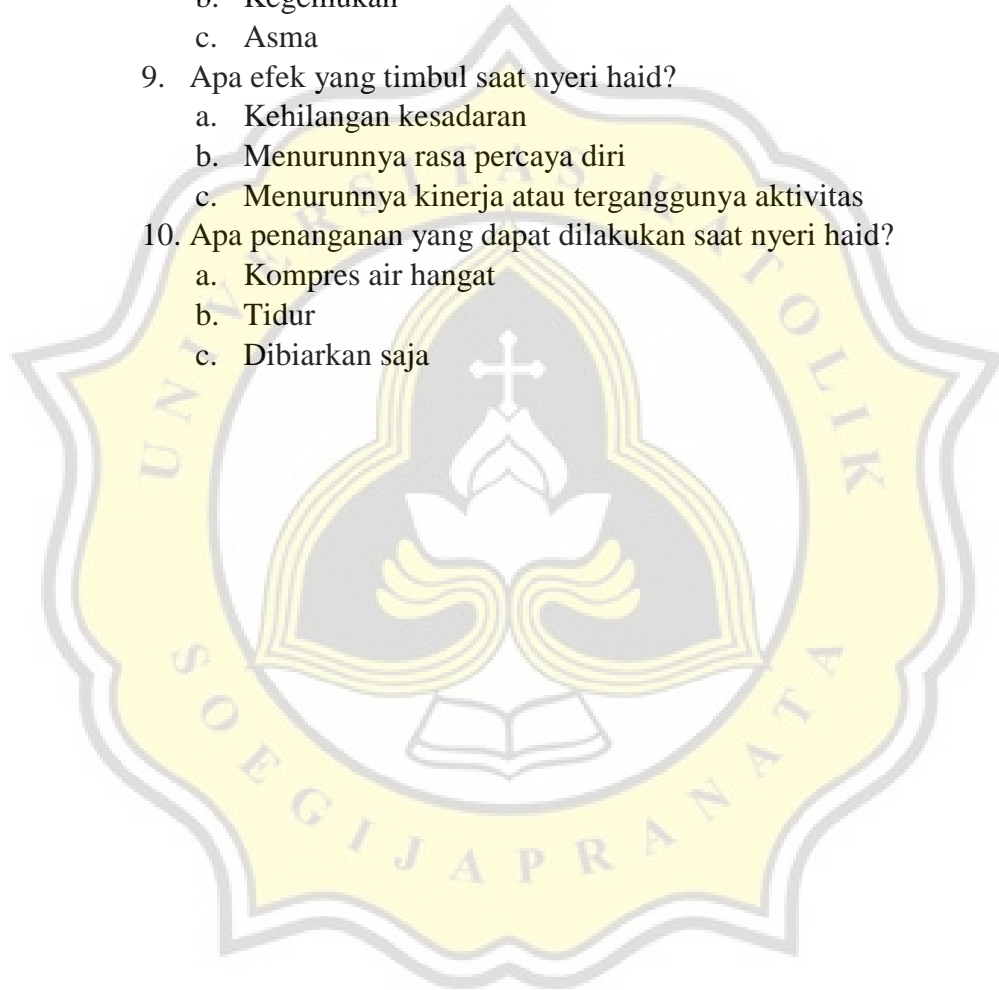 b. Kegemukan
c. Asma
9. Apa efek yang timbul saat nyeri haid?
a. Kehilangan kesadaran
b. Menurunnya rasa percaya diri
c. Menurunnya kinerja atau terganggunya aktivitas
10. Apa penanganan yang dapat dilakukan saat nyeri haid?
a. Kompres air hangat
b. Tidur
c. Dibiarkan saja
UNIVERSITAS KATOLIK
SOEGIJAPRANATA